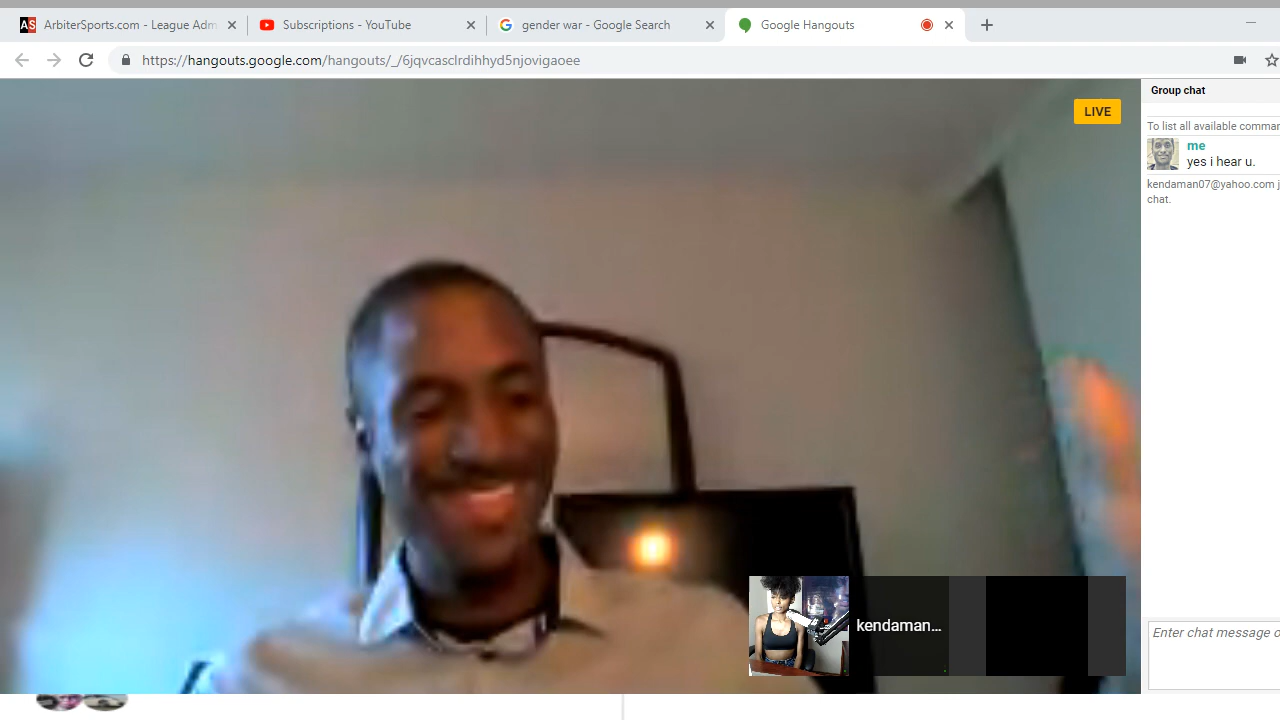 AS ArbiterSports.com - League Adm
Subscriptions - YouTube
gender war - Google Search
Google Hangouts
https://hangouts.google.com/hangouts/_/6jqvcasclrdihhyd5njovigaoee
LIVE
Group chat
To list all available comman
me
yes i hear u.
kendaman07@yahoo.com j
chat.
kendaman...
Enter chat message o